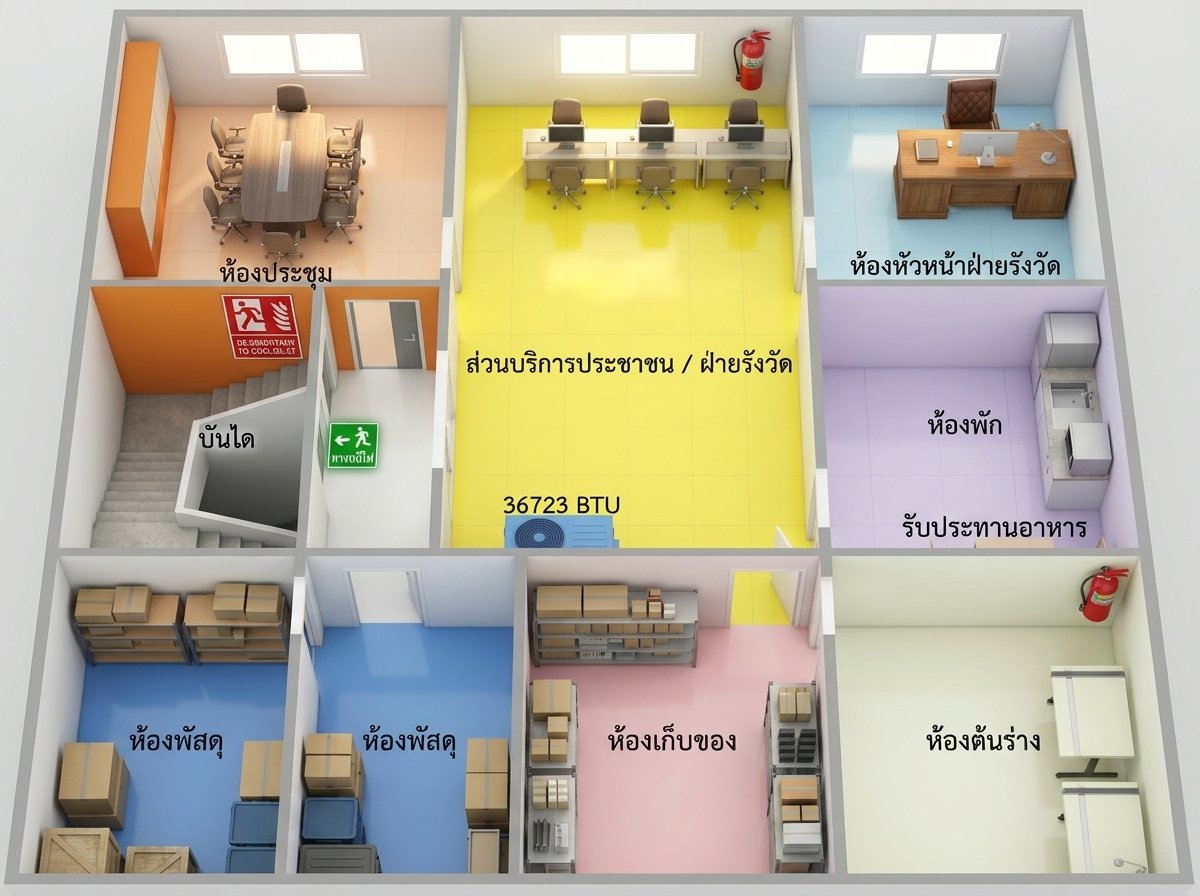 ห้องประชุม
ห้องหัวหน้าฝ่ายรังวัด
TO
บันได
ส่วนบริการประชาชน / ฝ่ายรังวัด
ห้องพัก
36723 BTU
รับประทานอาหาร
ห้องพัสดุ
ห้องพัสดุ
ห้องเก็บของ
ห้องต้นร่าง